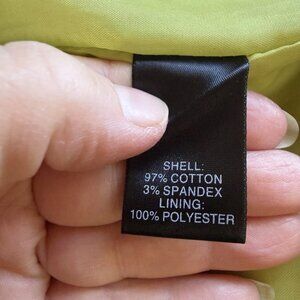 SHELL:
97% COTTON
3% SPANDEX
LINING:
100% POLYESTER